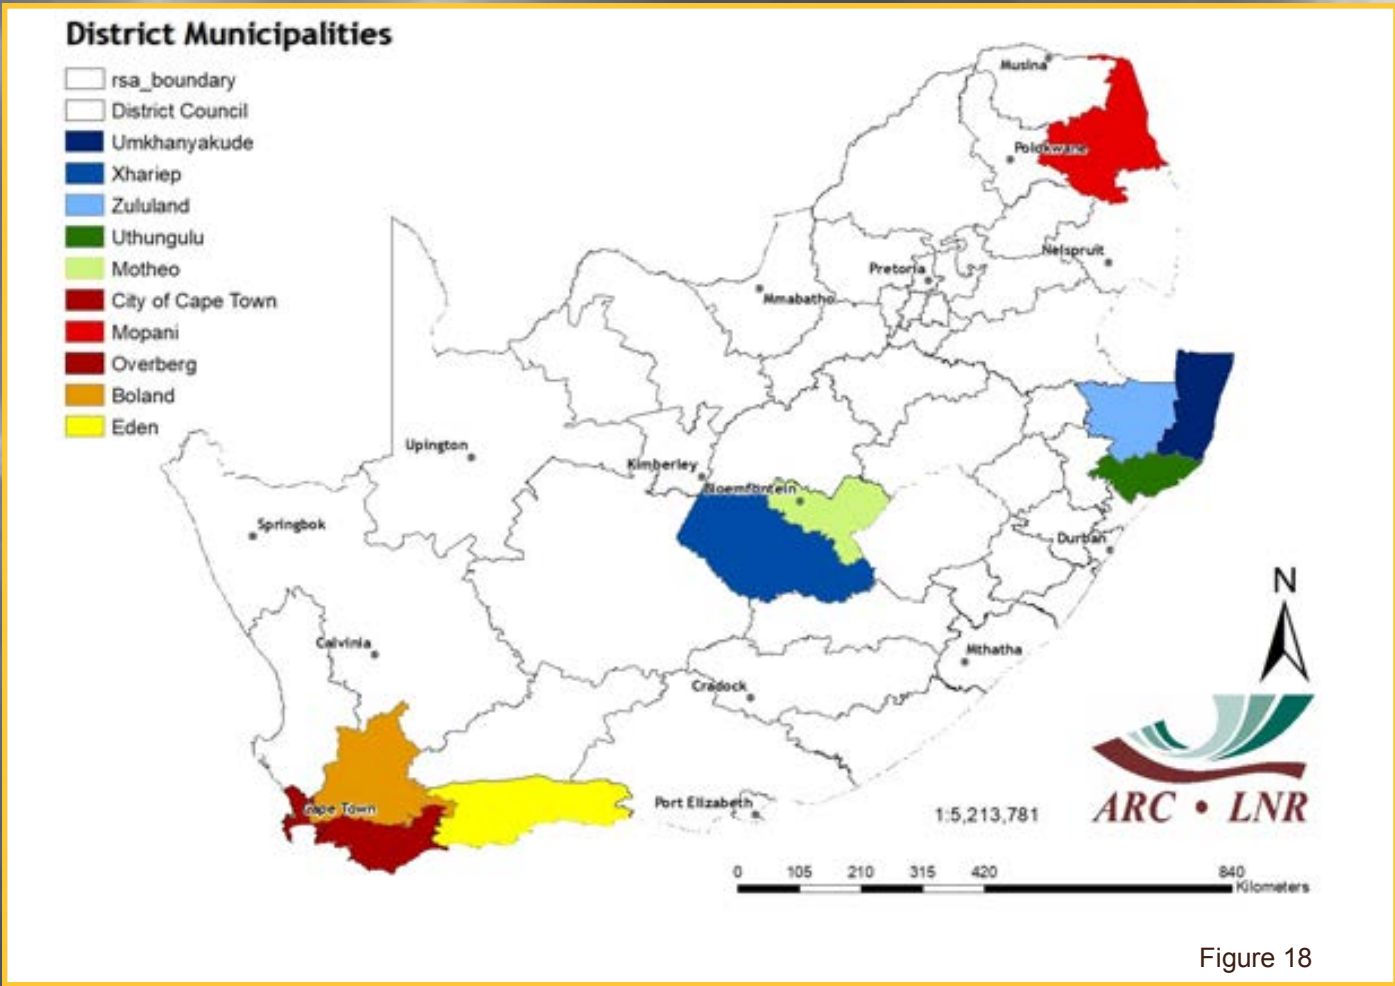 District Municipalities
rsa_boundary
District Council
Umkhanyakude
Xhariep
Zululand
Uthungulu
Motheo
City of Cape Town
Mopani
Overberg
Boland
Eden
Musina
Polokwane
Nelspruit
Pretoria
Mmabatho
Upington
Kimberley
Bloemfontein
Springbok
Durban
N
Calvinia
Mthatha
Cradock
Cape Town
Port Elizabeth
1:5,213,781
ARC • LNR
0 105 210 315 420 840
Kilometers
Figure 18